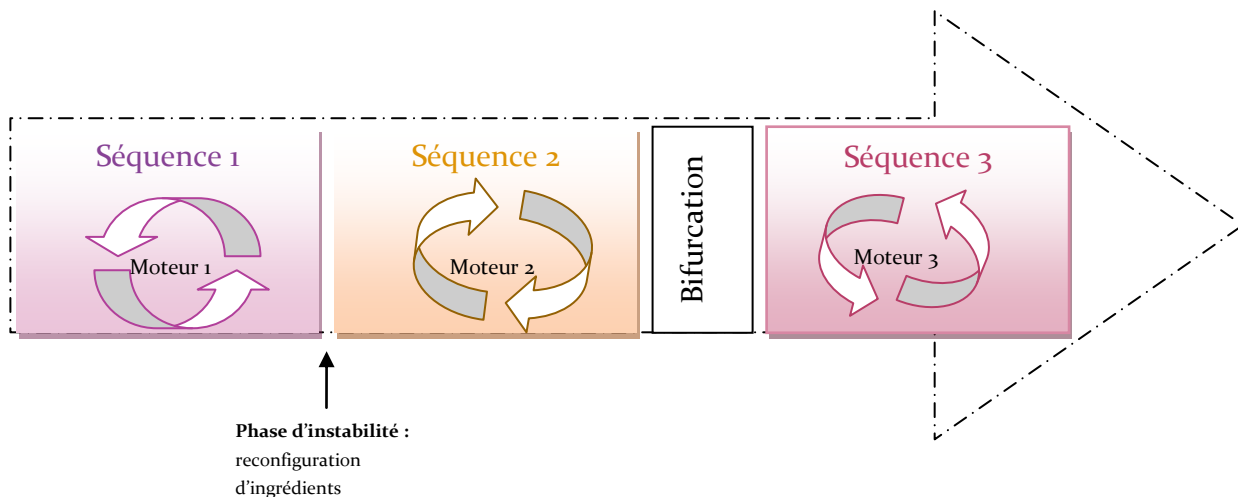 Séquence 1
Moteur 1
Séquence 2
Moteur 2
Bifurcation
Séquence 3
Moteur 3
Phase d'instabilité :
reconfiguration
d'ingrédients